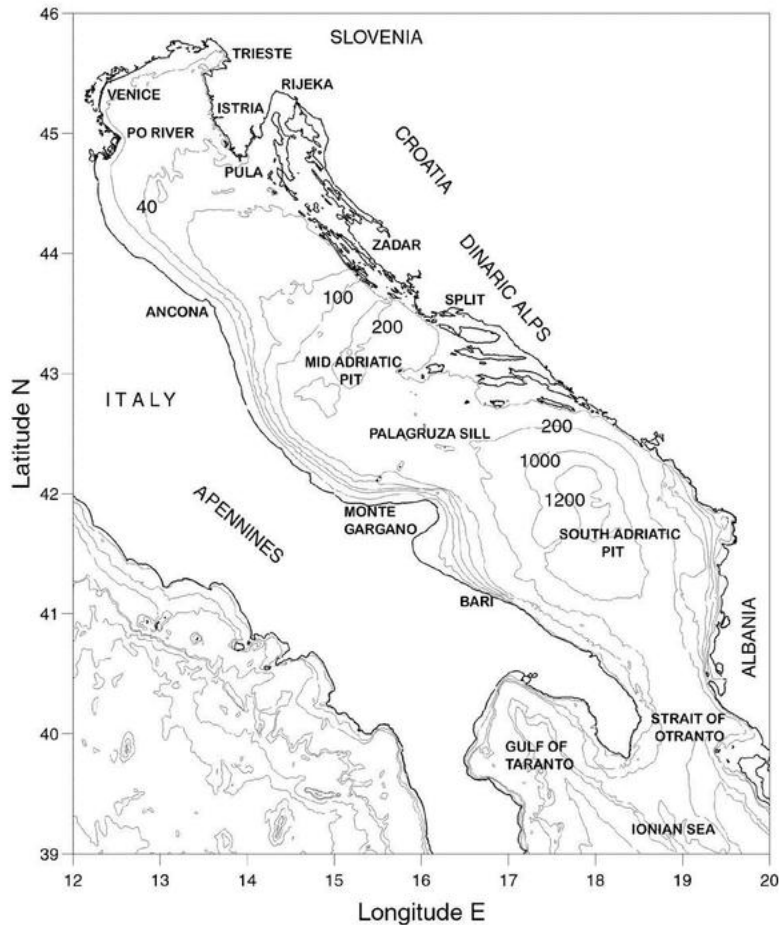 46
SLOVENIA
TRIESTE
RIJEKA
VENICE
ISTRIA
45
PO RIVER
CROATIA
PULA
40
44
ZADAR
DINARIC ALPS
100
SPLIT
ANCONA
200
43
MID ADRIATIC
PIT
ITALY
PALAGRUZA SILL
200
1000
Latitude N
42
1200
MONTE
GARGANO
APENNINES
SOUTH ADRIATIC
PIT
41
BARI
ALBANIA
40
STRAIT OF
OTRANTO
GULF OF
TARANTO
IONIAN SEA
39
12 13 14 15 16 17 18 19 20
Longitude E